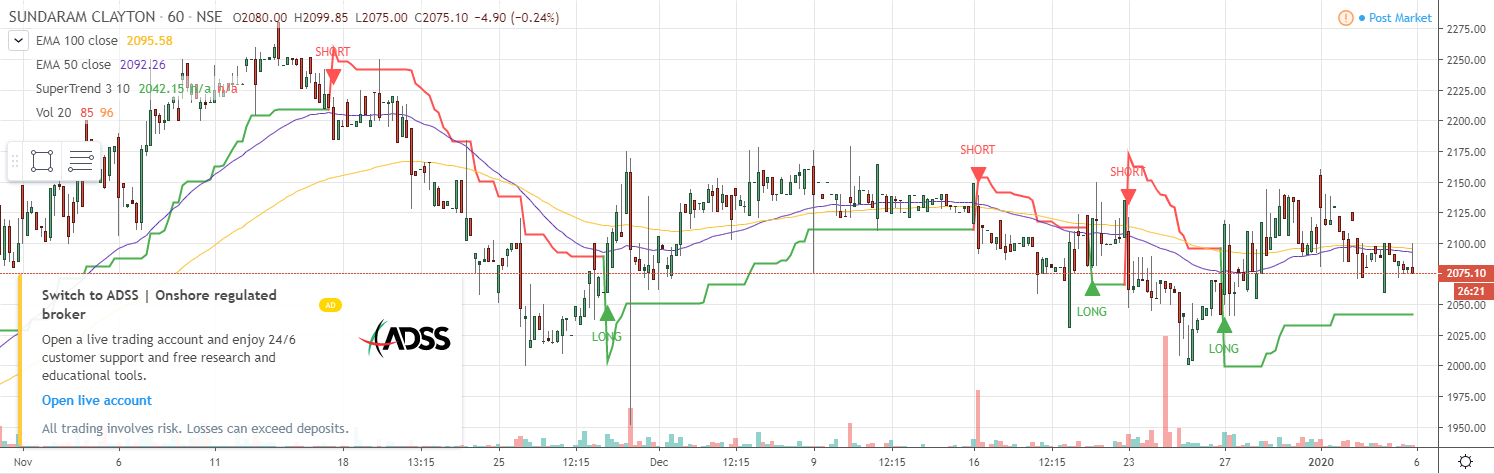 SUNDARAM CLAYTON · 60 · NSE O2080.00 H2099.85 L2075.00 C2075.10 −4.90 (−0.24%)
Post Market
EMA 100 close 2095.58
EMA 50 close 2092.26
SuperTrend 3 10 2042.15 n/a n/a
Vol 20 85 96
SHORT
SHORT
SHORT
LONG
LONG
LONG
2275.00
2250.00
2225.00
2200.00
2175.00
2150.00
2125.00
2100.00
2075.10
26:21
2050.00
2025.00
2000.00
1975.00
1950.00
Switch to ADSS | Onshore regulated
broker
AD
Open a live trading account and enjoy 24/6
customer support and free research and
educational tools.
ADSS
Open live account
All trading involves risk. Losses can exceed deposits.
Nov 6 11 18 13:15 25 12:15 Dec 12:15 9 12:15 16 12:15 23 27 2020 6